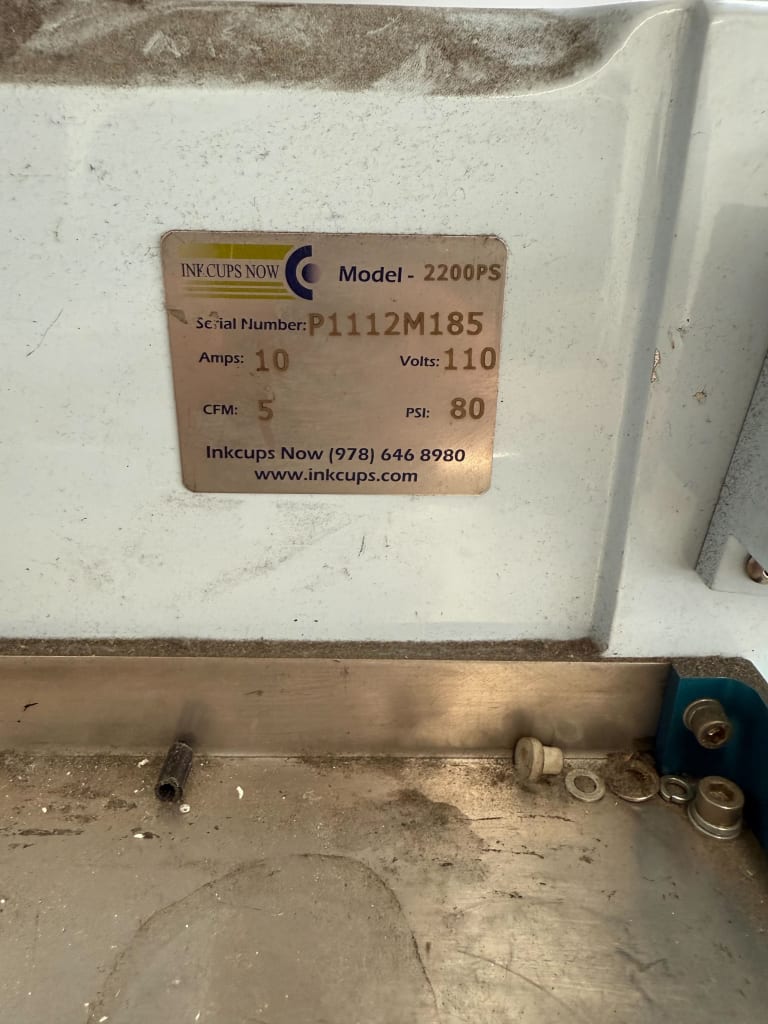 INKCUPS NOW Model - 2200PS
Serial Number: P1112M185
Amps: 10 Volts: 110
CFM: 5 PSI: 80
Inkcups Now (978) 646 8980
www.inkcups.com